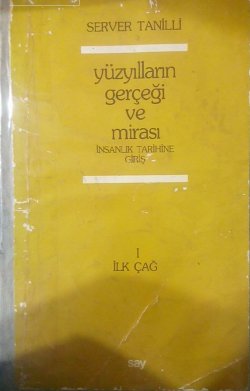 SERVER TANİLLİ
yüzyılların
gerçeği
ve
mirası
İNSANLIK TARİHİNE
GİRİŞ
I
İLK ÇAĞ
say